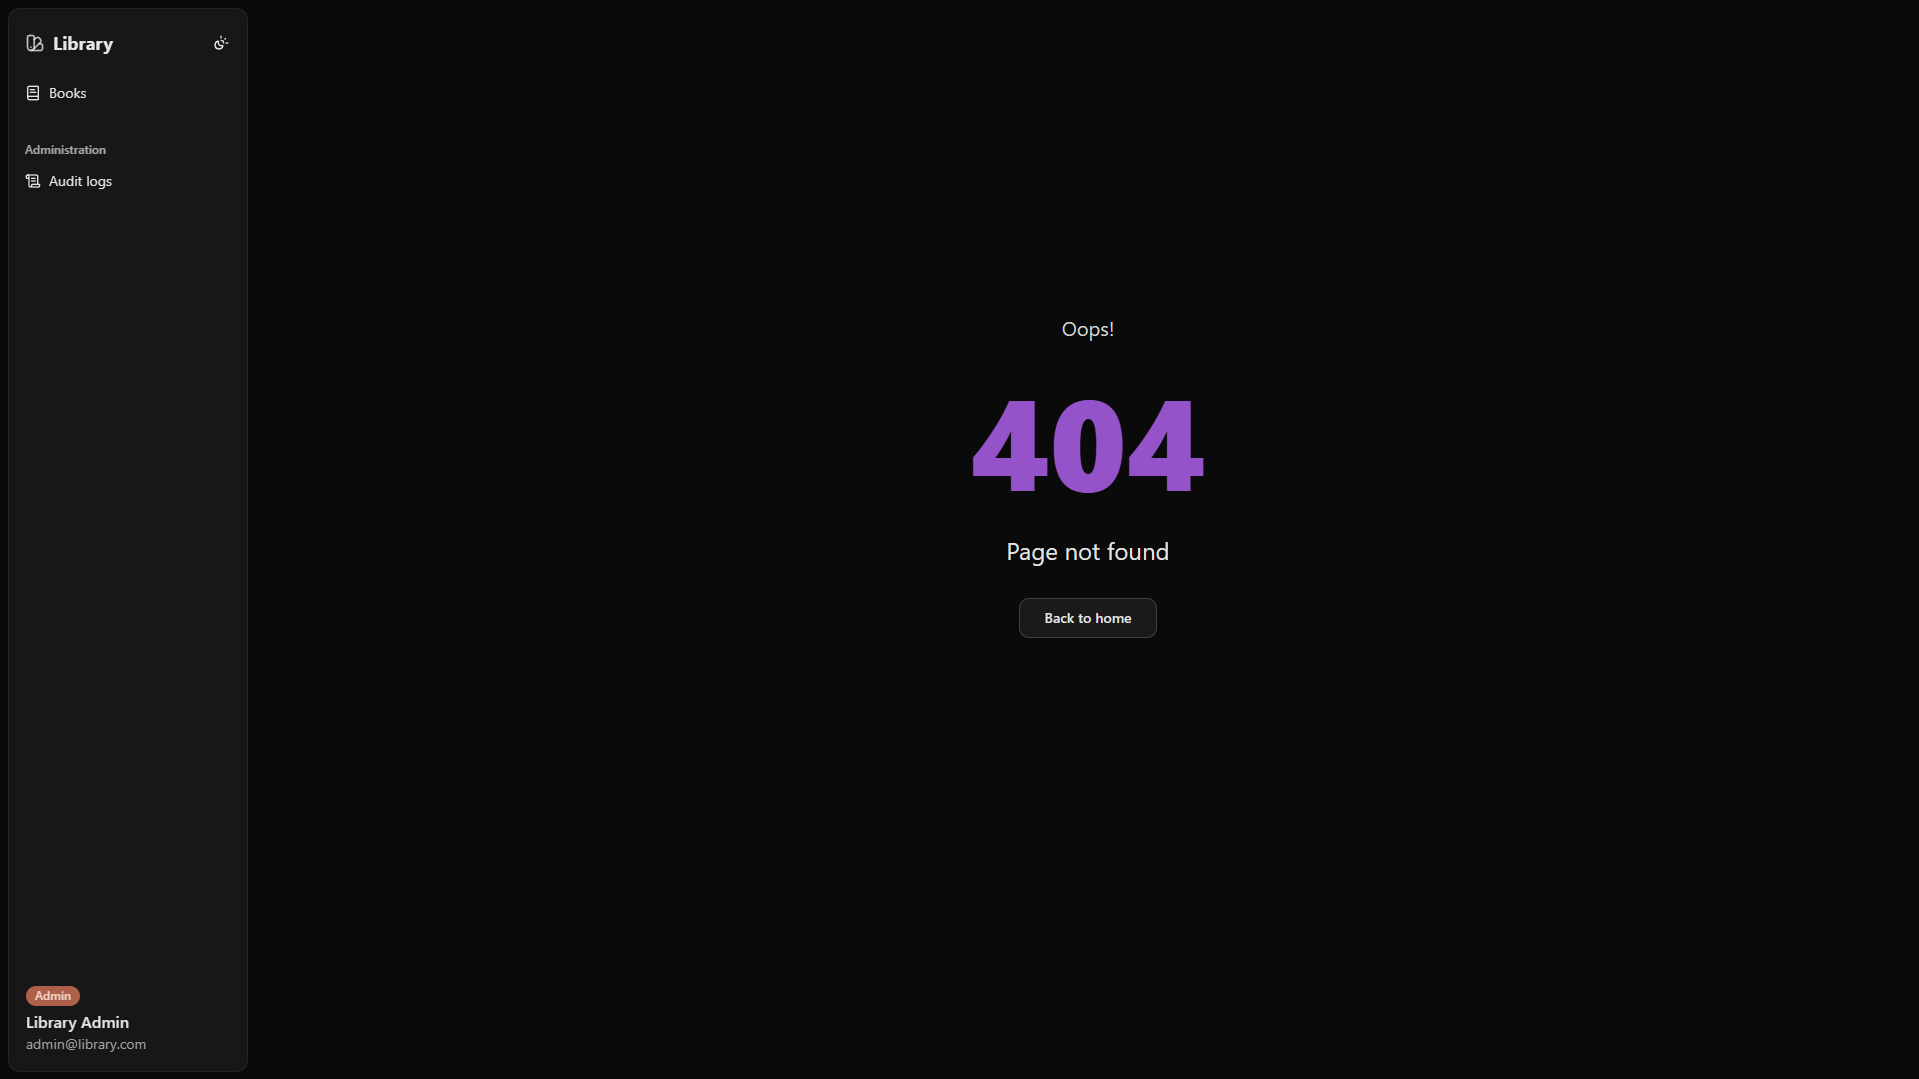 Library
Books
Administration
Audit logs
Oops!
404
Page not found
Back to home
Admin
Library Admin
admin@library.com